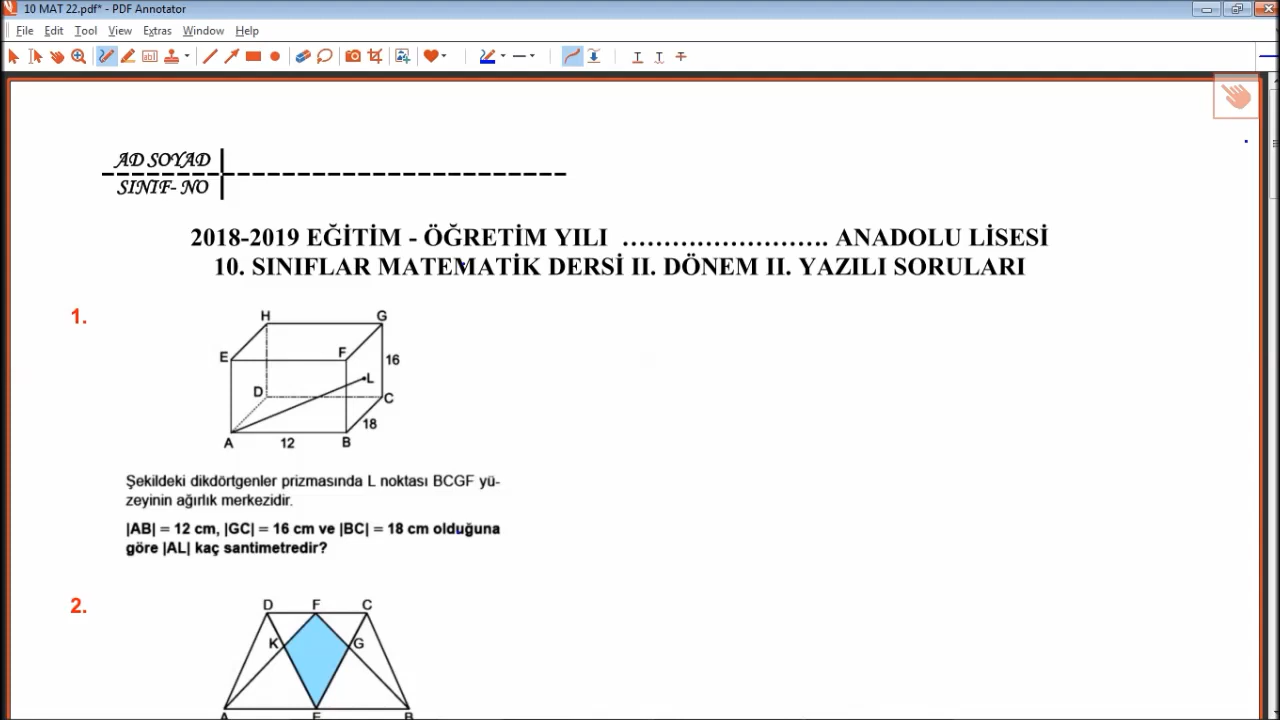 10 MAT 22.pdf* - PDF Annotator
File Edit Tool View Extras Window Help
AD SOYAD
SINIF- NO
2018-2019 EĞİTİM - ÖĞRETİM YILI ………………………. ANADOLU LİSESİ
10. SINIFLAR MATEMATİK DERSİ II. DÖNEM II. YAZILI SORULARI
1.
H G
E F 16
L
D C
18
A 12 B
Şekildeki dikdörtgenler prizmasında L noktası BCGF yü-
zeyinin ağırlık merkezidir.
|AB| = 12 cm, |GC| = 16 cm ve |BC| = 18 cm olduğuna
göre |AL| kaç santimetredir?
2.
D F C
K G
A E B